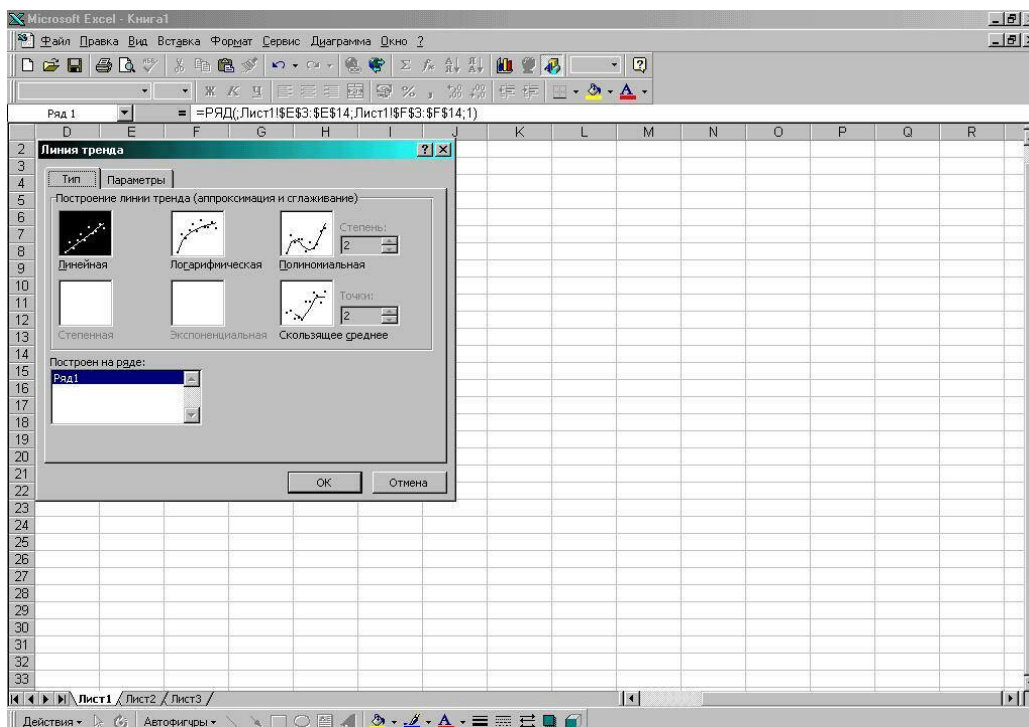 Microsoft Excel - Книга1
Файл Правка Вид Вставка Формат Сервис Диаграмма Окно ?
Ж К Ч
Ряд 1 = =РЯД(;Лист1!$E$3:$E$14;Лист1!$F$3:$F$14;1)
D E F G H I J K L M N O P Q R
Линия тренда
Тип Параметры
Построение линии тренда (аппроксимация и сглаживание)
Степень:
2
Линейная Логарифмическая Полиномиальная
Точки:
2
Степенная Экспоненциальная Скользящее среднее
Построен на ряде:
Ряд1
OK Отмена
2
3
4
5
6
7
8
9
10
11
12
13
14
15
16
17
18
19
20
21
22
23
24
25
26
27
28
29
30
31
32
33
Лист1 Лист2 Лист3
Действия Автофигуры